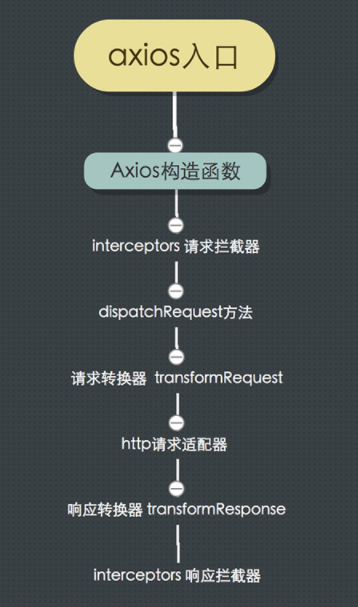 axios入口
Axios构造函数
interceptors 请求拦截器
dispatchRequest方法
请求转换器 transformRequest
http请求适配器
响应转换器 transformResponse
interceptors 响应拦截器